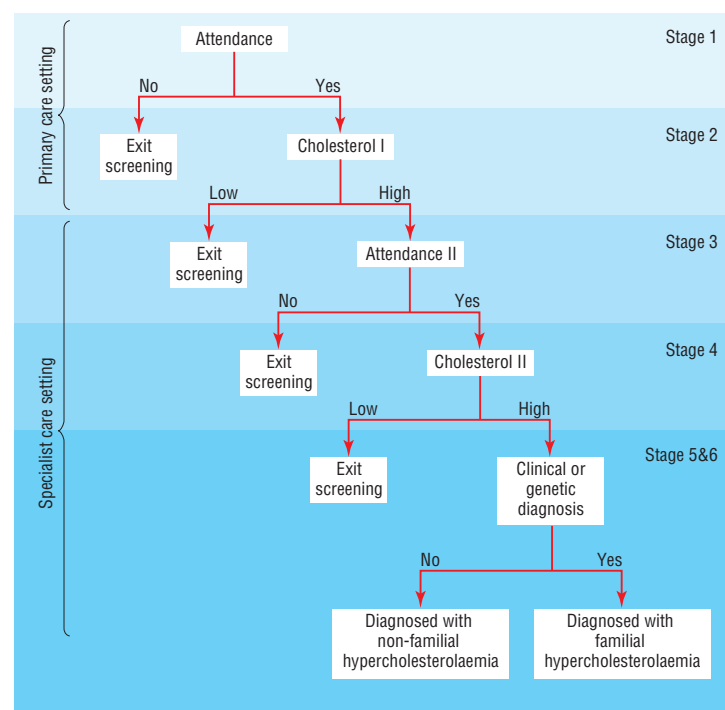 Attendance
Stage 1
Primary care setting
No
Yes
Exit
screening
Cholesterol I
Stage 2
Low
High
Exit
screening
Attendance II
Stage 3
Specialist care setting
No
Yes
Exit
screening
Cholesterol II
Stage 4
Low
High
Exit
screening
Clinical or
genetic
diagnosis
Stage 5&6
No
Yes
Diagnosed with
non-familial
hypercholesterolaemia
Diagnosed with
familial
hypercholesterolaemia